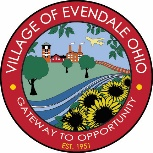 VILLAGE OF EVENDALE OHIO
GATEWAY TO OPPORTUNITY
EST. 1951